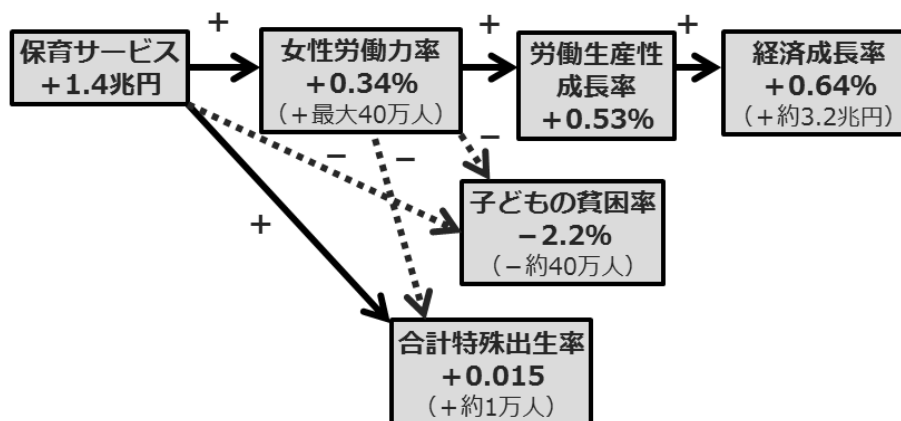 保育サービス
+1.4兆円
+
女性労働力率
+0.34%
(+最大40万人)
+
労働生産性
成長率
+0.53%
+
経済成長率
+0.64%
(+約3.2兆円)
−
−
−
+
子どもの貧困率
−2.2%
(−約40万人)
合計特殊出生率
+0.015
(+約1万人)